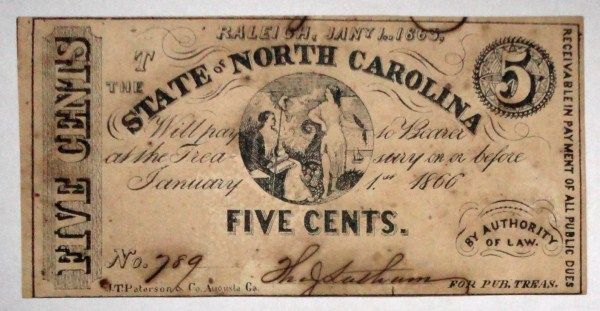 RALEIGH, JANY 1., 1863,
T
THE
STATE OF NORTH CAROLINA
5
Will pay to Bearer
at the Treasury on or before
January 1st 1866
FIVE CENTS.
FIVE CENTS
No. 789
BY AUTHORITY
OF LAW.
FOR PUB. TREAS.
J.T. Paterson & Co. Augusta Ga.
RECEIVABLE IN PAYMENT OF ALL PUBLIC DUES